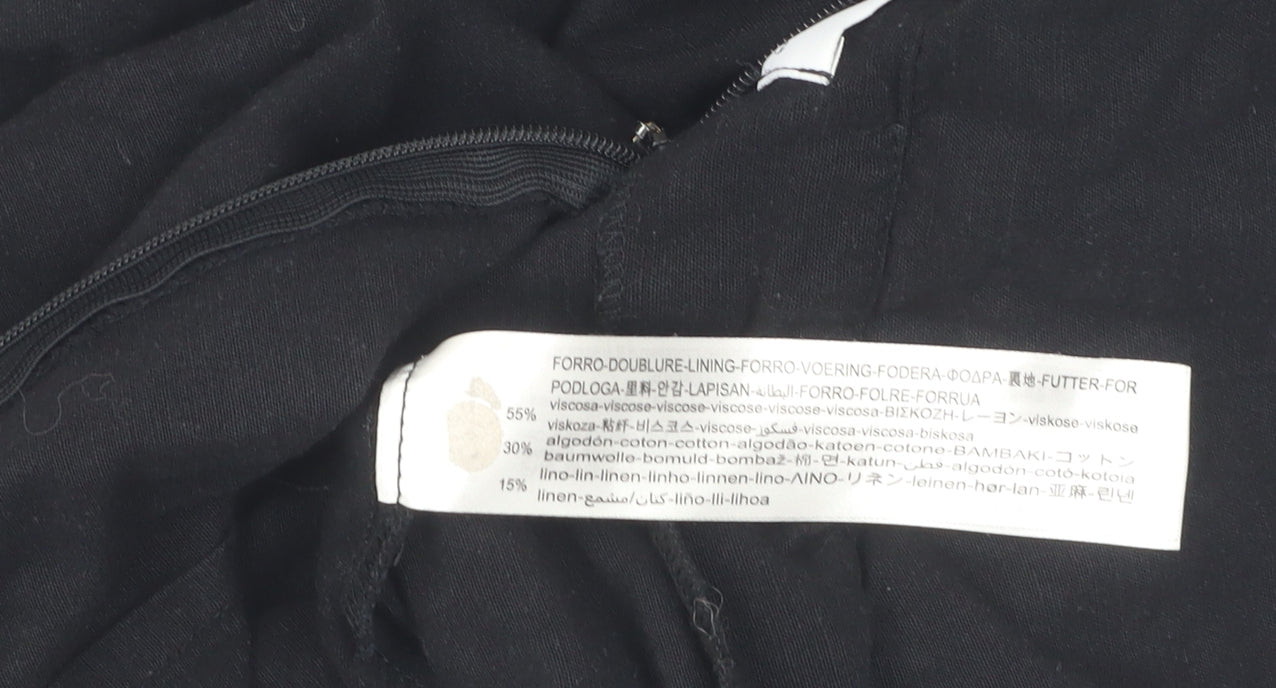 FORRO-DOUBLURE-LINING-FORRO-VOERING-FODERA-ΦΟΔΡΑ-裏地-FUTTER-FOR
PODLOGA-里料-안감-LAPISAN-البطانة-FORRO-FOLRE-FORRUA
55% viscosa-viscose-viscose-viscose-viscose-viscosa-ΒΙΣΚΟΖΗ-レーヨン-viskose-viskose
viskoza-粘纤-비스코스-viscose-فسكوز-viscosa-viscosa-biskosa
30% algodón-coton-cotton-algodão-katoen-cotone-BAMBAKI-コットン
baumwolle-bomuld-bombaž-棉-면-katun-قطن-algodón-cotó-kotoia
15% lino-lin-linen-linho-linnen-lino-ΛΙΝΟ-リネン-leinen-hør-lan-亚麻-린넨
linen-كتان/مشمع-liño-lli-lihoa